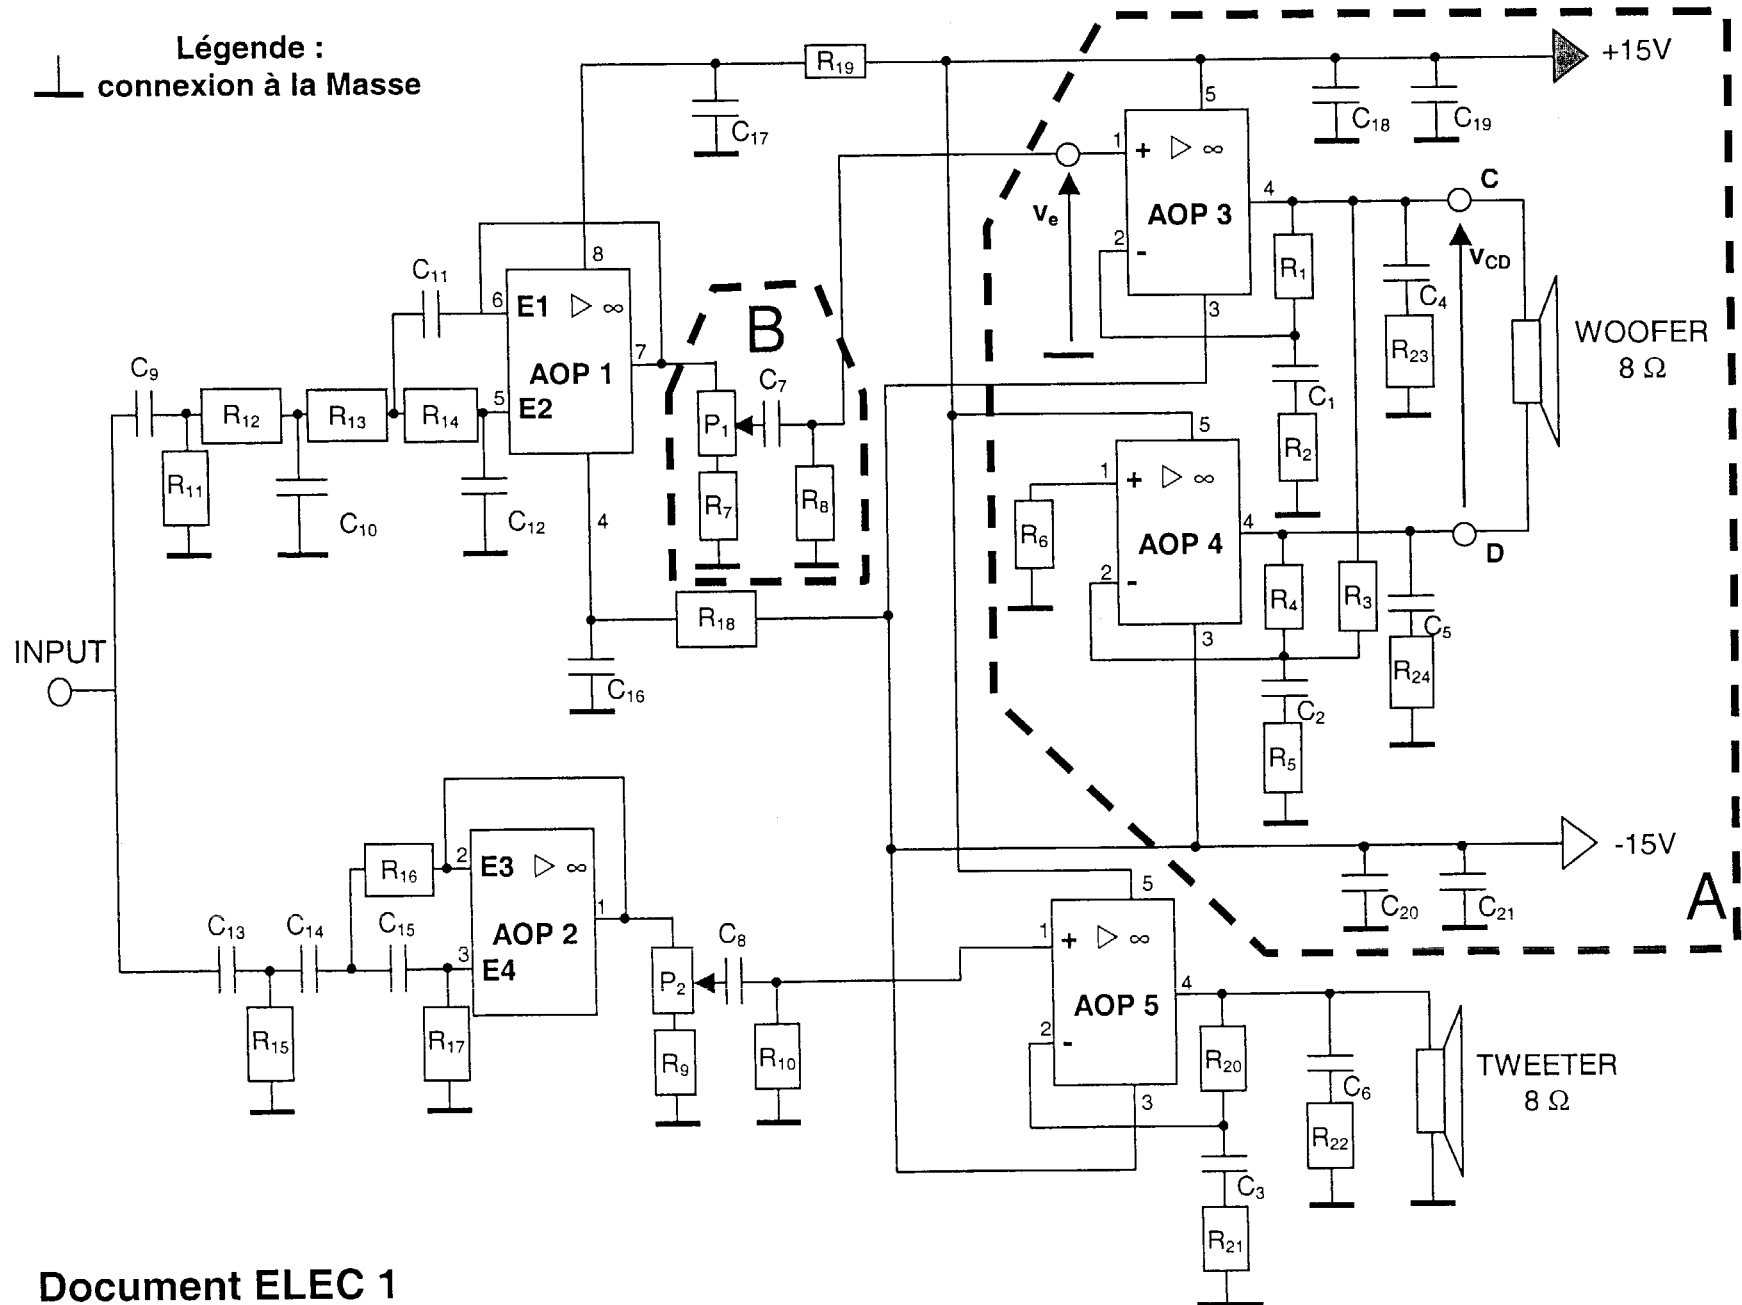 Légende :
connexion à la Masse
R19
+15V
C17
5
C18
C19
1
+
▷ ∞
AOP 3
ve
2
-
4
C
3
R1
vCD
C4
R23
WOOFER
8 Ω
C1
R2
C11
8
6
E1
▷ ∞
AOP 1
7
B
C9
R12
R13
R14
5
E2
P1
C7
R11
C10
C12
4
R7
R8
5
1
+
▷ ∞
AOP 4
R6
4
D
2
-
R4
R3
3
C5
R24
R18
C16
C2
R5
INPUT
-15V
C20
C21
A
R16
2
E3
▷ ∞
AOP 2
1
C13
C14
C15
3
E4
R15
R17
P2
C8
R9
R10
5
1
+
▷ ∞
AOP 5
4
2
-
3
R20
C6
R22
TWEETER
8 Ω
C3
R21
Document ELEC 1